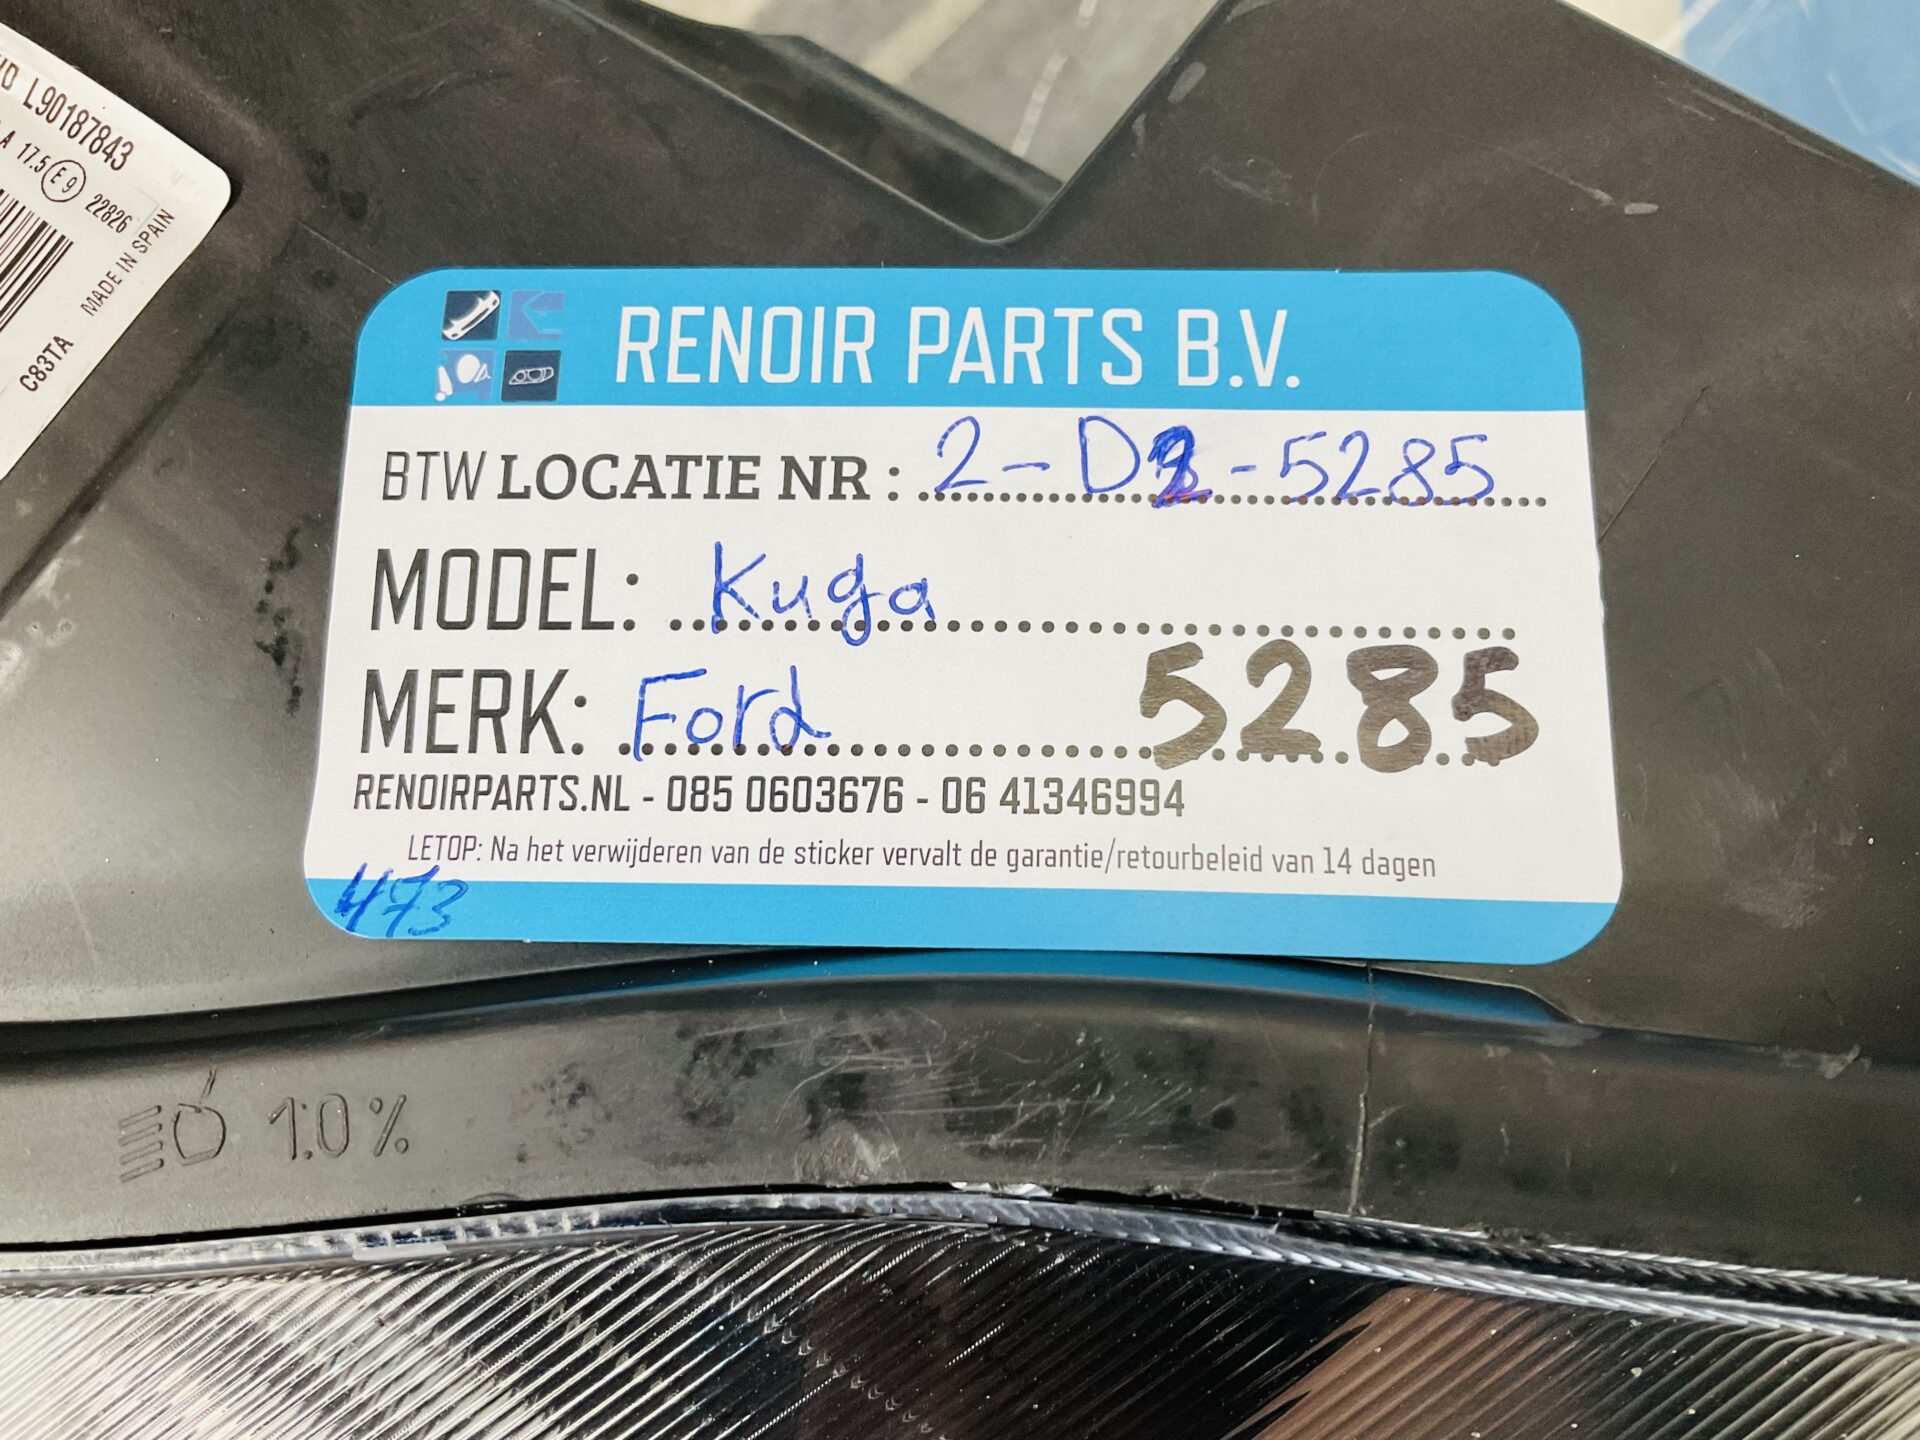 L90187843
A 17.5 E9 22826
MADE IN SPAIN
C83TA
RENOIR PARTS B.V.
BTW LOCATIE NR : 2-D2-5285
MODEL: Kuga
MERK: Ford 5285
RENOIRPARTS.NL - 085 0603676 - 06 41346994
LETOP: Na het verwijderen van de sticker vervalt de garantie/retourbeleid van 14 dagen
473
1.0%